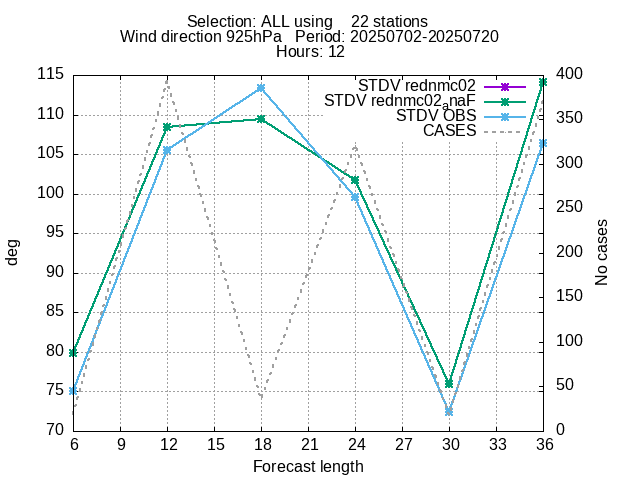 Selection: ALL using    22 stations
Wind direction 925hPa   Period: 20250702-20250720
Hours: 12
STDV rednmc02
STDV rednmc02anaF
STDV OBS
CASES
115
110
105
100
95
90
85
80
75
70
deg
400
350
300
250
200
150
100
50
0
No cases
6 9 12 15 18 21 24 27 30 33 36
Forecast length